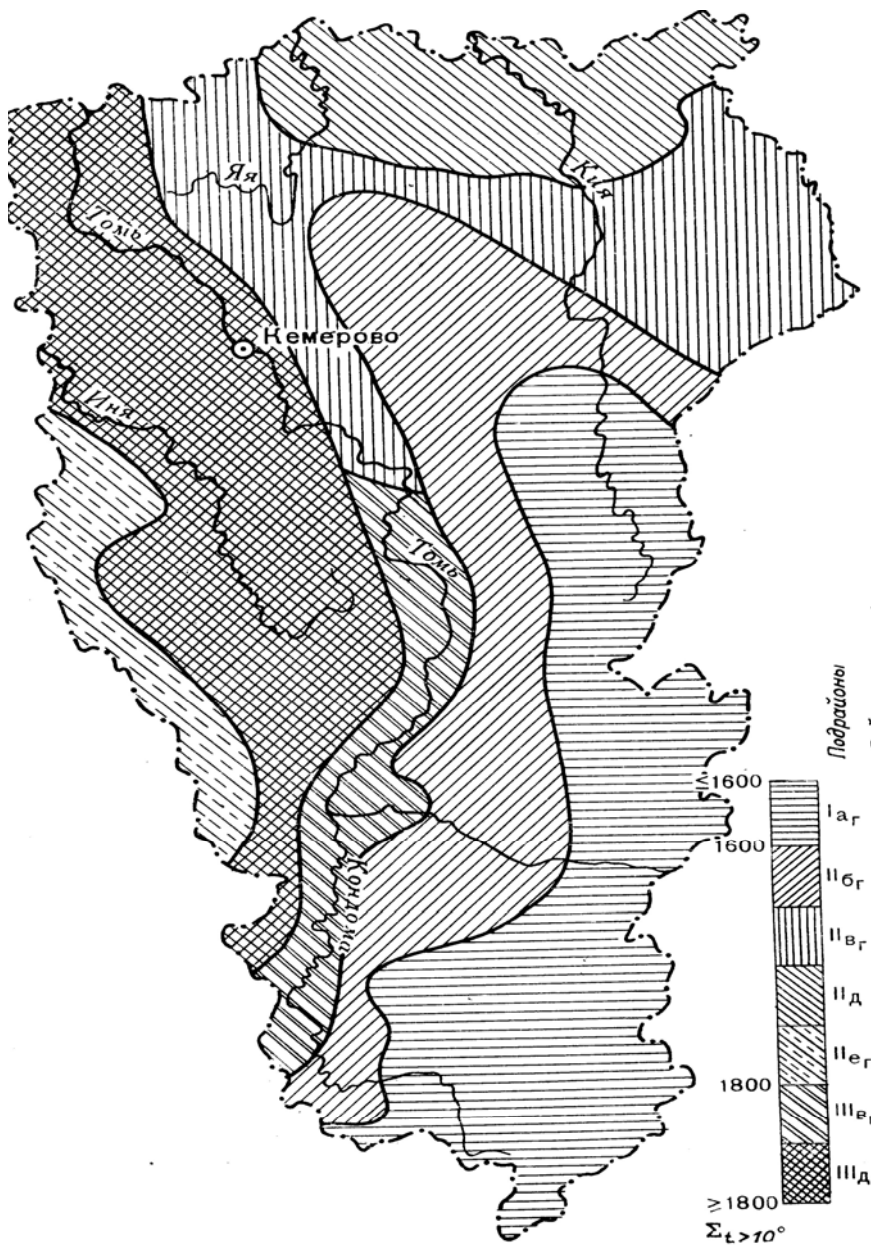 Яя
Кия
Томь
Кемерово
Иня
Томь
Кондома
Подрайоны
≤1600
Iаг
1600
IIбг
IIвг
IIд
IIег
1800
IIIвг
IIIд
≥1800
Σt>10°